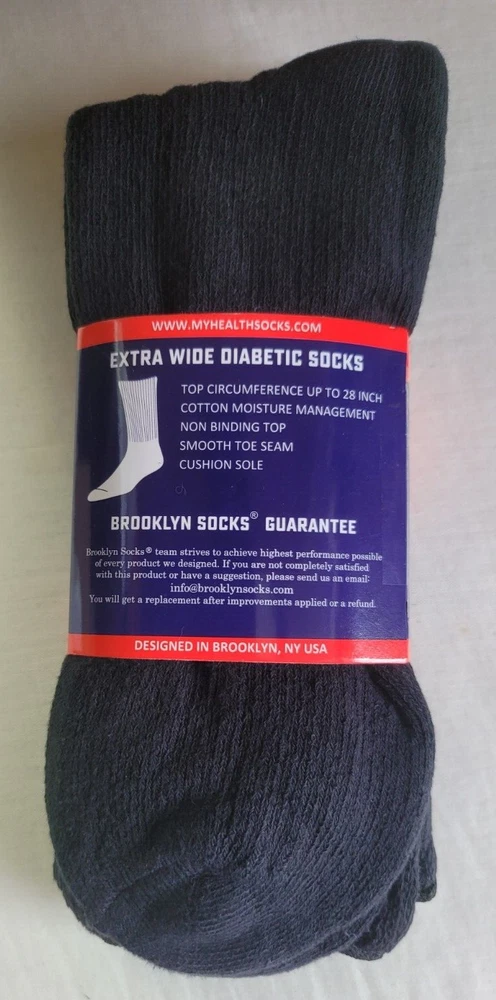 WWW.MYHEALTHSOCKS.COM
EXTRA WIDE DIABETIC SOCKS
TOP CIRCUMFERENCE UP TO 28 INCH
COTTON MOISTURE MANAGEMENT
NON BINDING TOP
SMOOTH TOE SEAM
CUSHION SOLE
BROOKLYN SOCKS® GUARANTEE
Brooklyn Socks® team strives to achieve highest performance possible
of every product we designed. If you are not completely satisfied
with this product or have a suggestion, please send us an email:
info@brooklynsocks.com
You will get a replacement after improvements applied or a refund.
DESIGNED IN BROOKLYN, NY USA